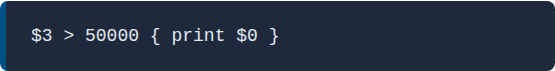 $3 > 50000 { print $0 }